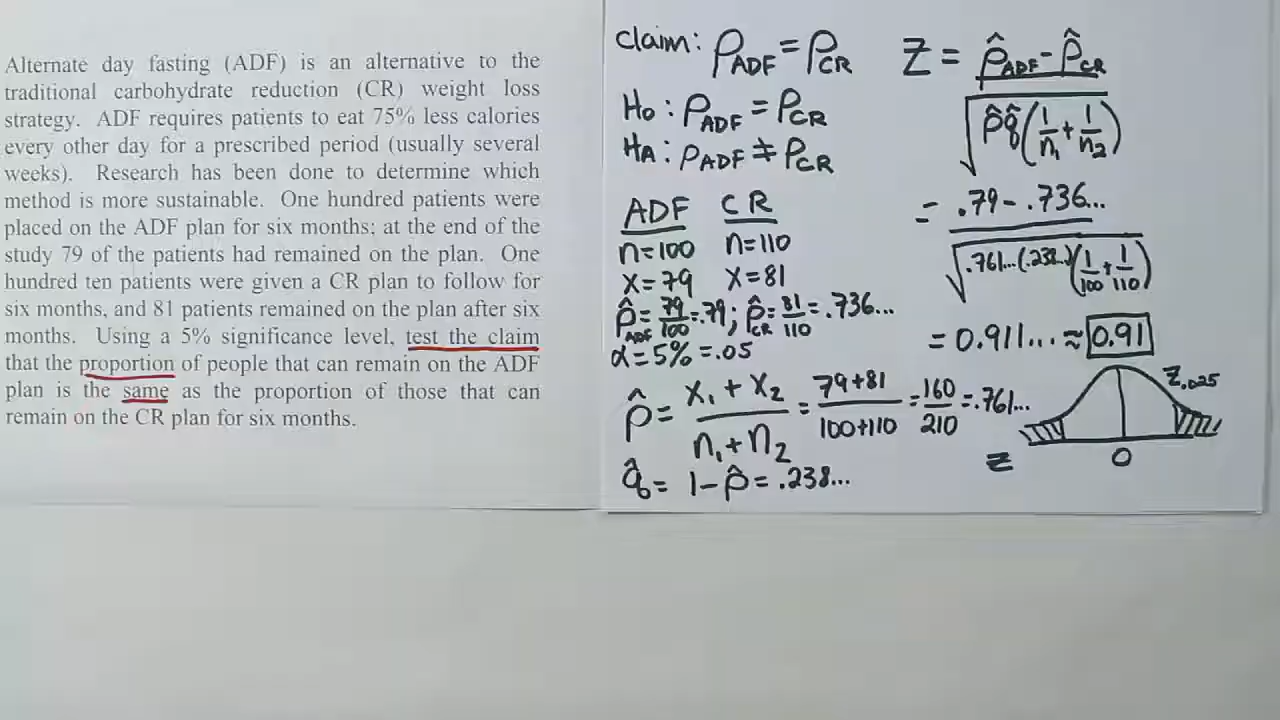 Alternate day fasting (ADF) is an alternative to the
traditional carbohydrate reduction (CR) weight loss
strategy. ADF requires patients to eat 75% less calories
every other day for a prescribed period (usually several
weeks). Research has been done to determine which
method is more sustainable. One hundred patients were
placed on the ADF plan for six months; at the end of the
study 79 of the patients had remained on the plan. One
hundred ten patients were given a CR plan to follow for
six months, and 81 patients remained on the plan after six
months. Using a 5% significance level, test the claim
that the proportion of people that can remain on the ADF
plan is the same as the proportion of those that can
remain on the CR plan for six months.
Claim: P_ADF = P_CR
H₀: P_ADF = P_CR
H_A: P_ADF ≠ P_CR
ADF CR
n=100 n=110
x=79 x=81
p̂_ADF = 79/100 = .79; p̂_CR = 81/110 = .736...
α=5%=.05
p̂ = (x₁ + x₂)/(n₁ + n₂) = (79+81)/(100+110) = 160/210 = .761...
q̂ = 1 - p̂ = .238...
Z = (p̂_ADF - p̂_CR)/√(p̂q̂(1/n₁ + 1/n₂))
= (.79 - .736...)/√(.761...(.238...)(1/100 + 1/110))
= 0.911... ≈ 0.91
Z.025
Z 0